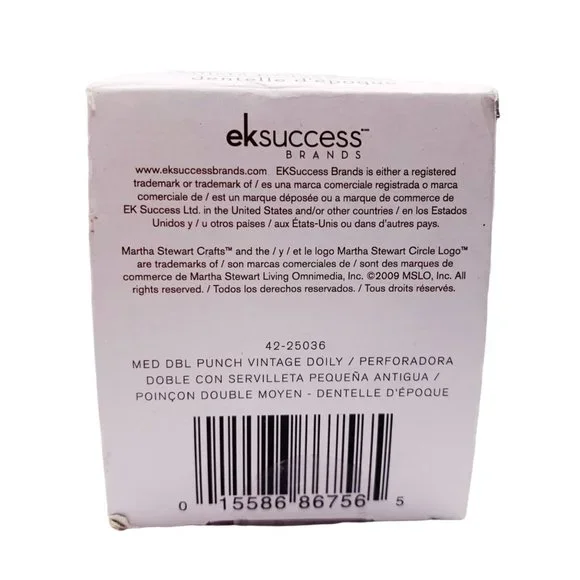 dentelle d'époque
eksuccess™
BRANDS
www.eksuccessbrands.com EKSuccess Brands is either a registered
trademark or trademark of / es una marca comerciale registrada o marca
comerciale de / est un marque déposée ou a marque de commerce de
EK Success Ltd. in the United States and/or other countries / en los Estados
Unidos y / u otros paises / aux États-Unis ou dans d'autre pays.
Martha Stewart Crafts™ and the / y / et le logo Martha Stewart Circle Logo™
are trademarks of / son marcas comerciales de / sont des marques de
commerce de Martha Stewart Living Omnimedia, Inc. ©2009 MSLO, Inc. All
rights reserved. / Todos los derechos reservados. / Tous droits réservés.
42-25036
MED DBL PUNCH VINTAGE DOILY / PERFORADORA
DOBLE CON SERVILLETA PEQUEÑA ANTIGUA /
POINÇON DOUBLE MOYEN - DENTELLE D'ÉPOQUE
0 15586 86756 5